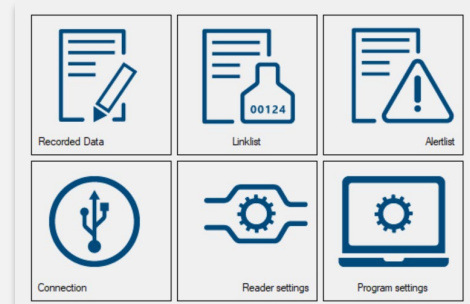 00124
Recorded Data
Linklist
Alertlist
Connection
Reader settings
Program settings